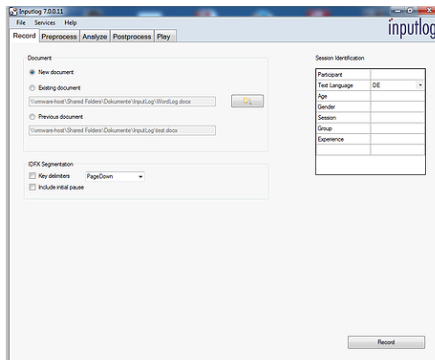 Inputlog 7.0.0.11
File Services Help
inputlog
Record Preprocess Analyze Postprocess Play
Document
New document
Existing document
\\vmware-host\Shared Folders\Dokumente\InputLog\WordLog.docx
Previous document
\\vmware-host\Shared Folders\Dokumente\InputLog\test.docx
IDFX Segmentation
Key delimiters PageDown
Include initial pause
Session Identification
Participant
Text Language DE
Age
Gender
Session
Group
Experience
Record